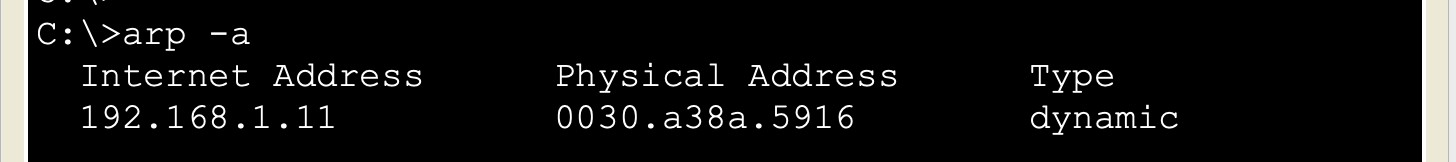 C:\>arp -a
Internet Address Physical Address Type
192.168.1.11 0030.a38a.5916 dynamic